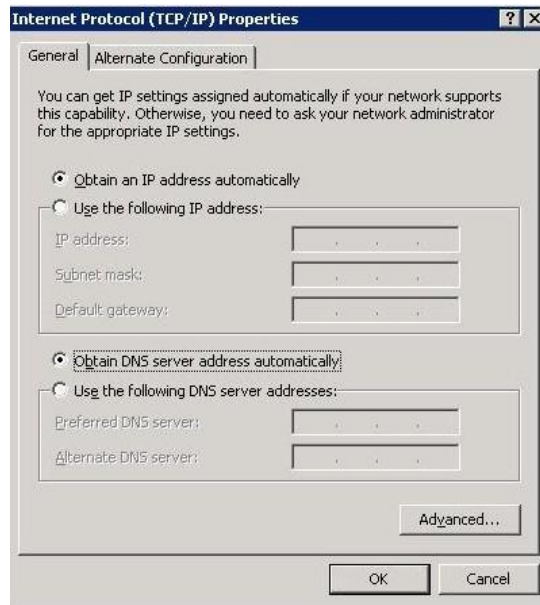 Internet Protocol (TCP/IP) Properties
General
Alternate Configuration
You can get IP settings assigned automatically if your network supports
this capability. Otherwise, you need to ask your network administrator
for the appropriate IP settings.
Obtain an IP address automatically
Use the following IP address:
IP address:
Subnet mask:
Default gateway:
Obtain DNS server address automatically
Use the following DNS server addresses:
Preferred DNS server:
Alternate DNS server:
Advanced...
OK
Cancel